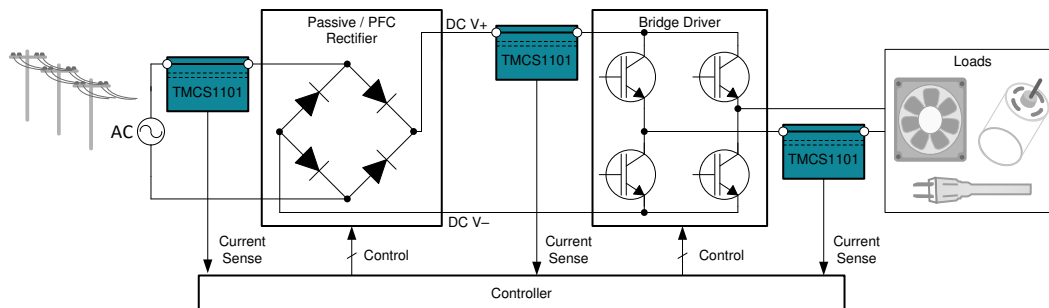 Passive / PFC
Rectifier
DC V+
Bridge Driver
TMCS1101
TMCS1101
Loads
AC
TMCS1101
DC V–
Current
Sense
Control
Current
Sense
Control
Current
Sense
Controller